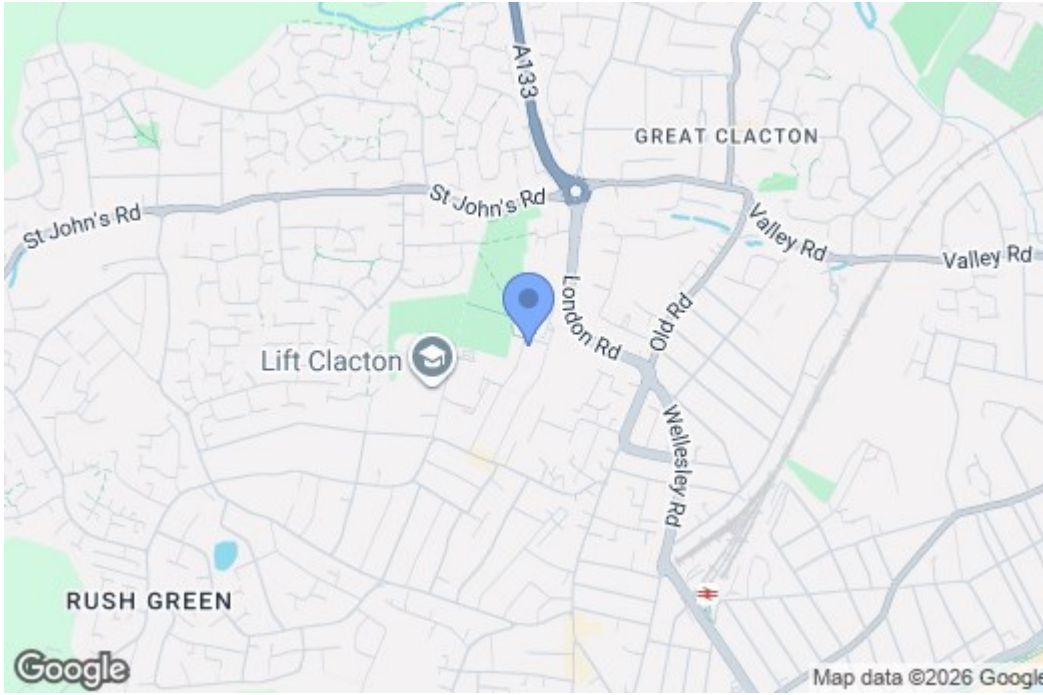 A133
GREAT CLACTON
St John's Rd
St John's Rd
Valley Rd
Valley Rd
London Rd
Old Rd
Lift Clacton
Wellesley Rd
RUSH GREEN
Google
Map data ©2026 Google